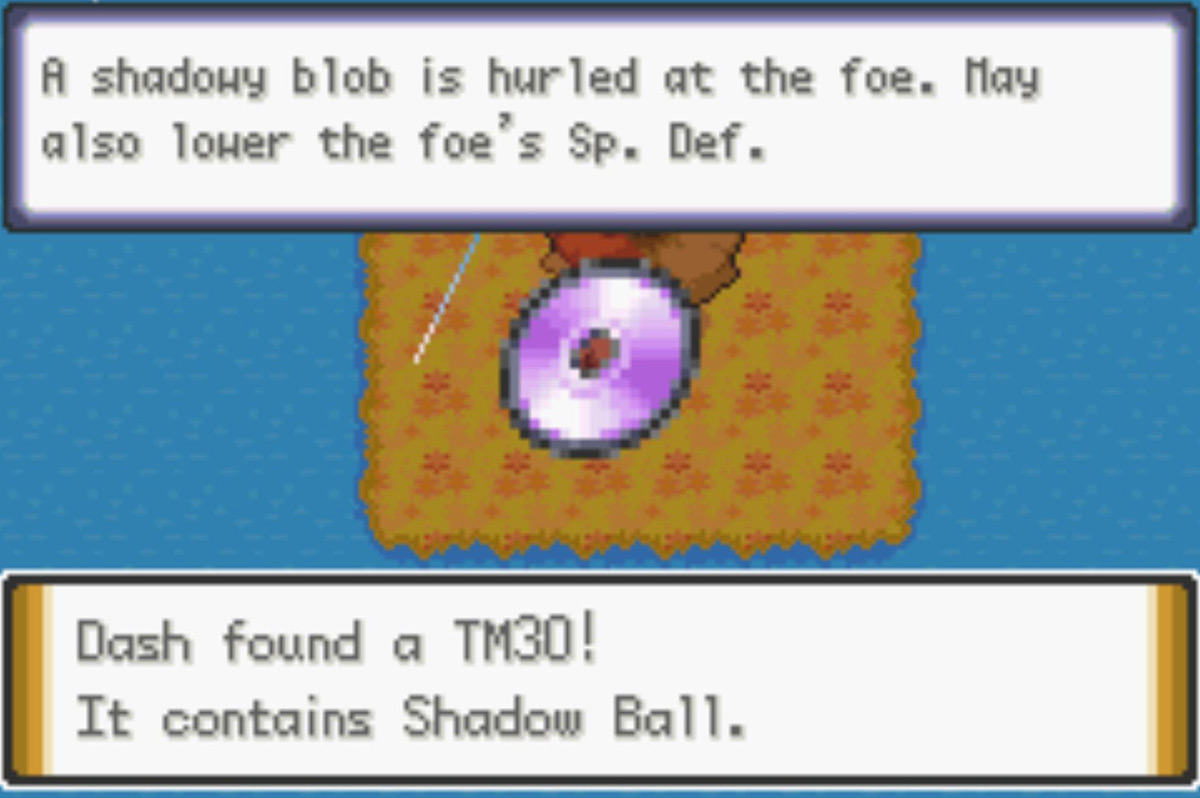 A shadowy blob is hurled at the foe. May
also lower the foe's Sp. Def.
Dash found a TM30!
It contains Shadow Ball.